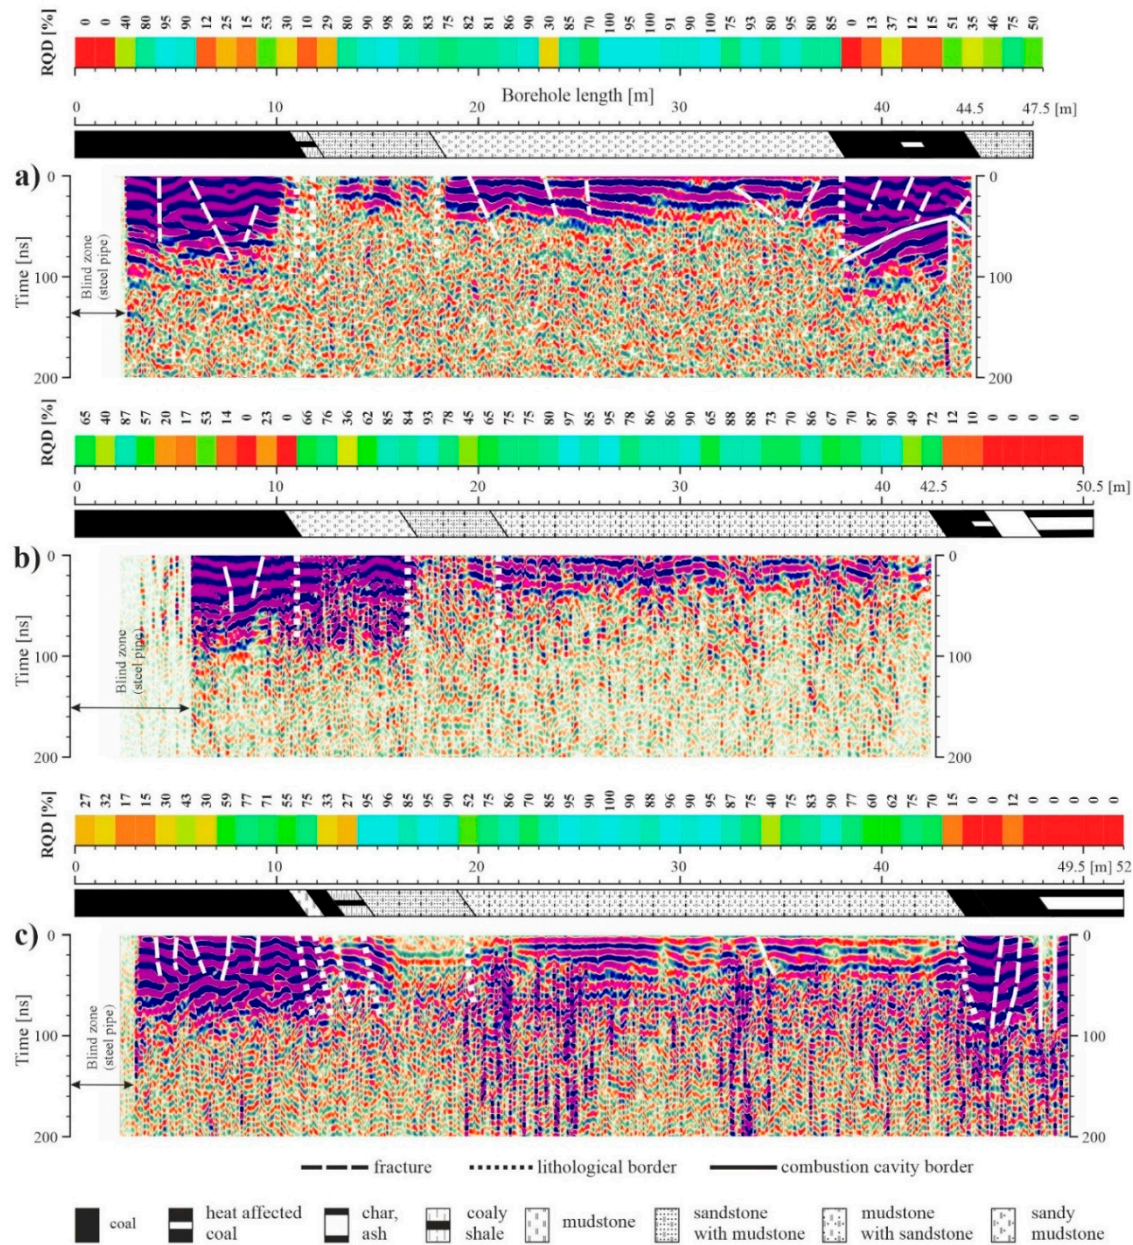 RQD [%]
0 0 40 80 95 90 12 25 15 53 30 10 29 80 90 98 90 83 75 82 95 86 90 30 85 70 100 95 100 91 90 100 75 93 80 75 90 85 0 13 37 12 15 51 35 46 75 50
Borehole length [m]
0 10 20 30 40 44.5 47.5 [m]
a)
Time [ns]
0 100 200
Blind zone
(steel pipe)
0 100 200
RQD [%]
65 40 87 57 20 17 53 14 0 23 0 66 76 36 62 85 84 93 78 45 65 75 75 80 97 85 95 78 86 86 90 65 88 88 73 70 86 67 70 87 90 49 72 12 10 0 0 0 0 0
0 10 20 30 40 42.5 50.5 [m]
b)
Time [ns]
0 100 200
Blind zone
(steel pipe)
0 100 200
RQD [%]
27 32 17 15 30 43 30 59 77 71 55 75 33 27 95 96 85 95 90 52 75 86 70 85 95 90 100 90 88 96 90 95 87 75 40 75 85 90 77 60 62 75 70 15 0 0 12 0 0 0 0 0
0 10 20 30 40 49.5 [m] 52
c)
Time [ns]
0 100 200
Blind zone
(steel pipe)
0 100 200
fracture lithological border combustion cavity border
coal
heat affected
coal
char,
ash
coaly
shale
mudstone
sandstone
with mudstone
mudstone
with sandstone
sandy
mudstone